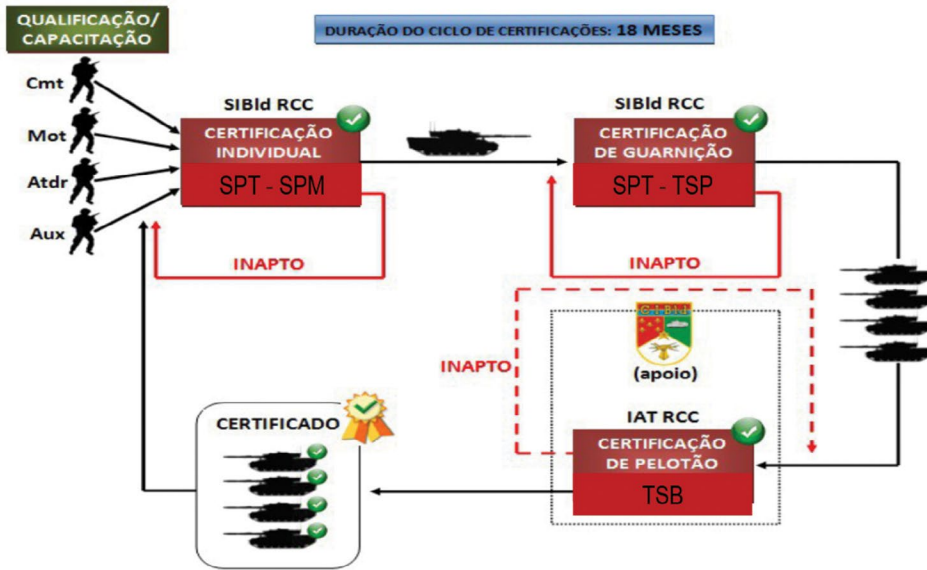 QUALIFICAÇÃO/
CAPACITAÇÃO
DURAÇÃO DO CICLO DE CERTIFICAÇÕES: 18 MESES
Cmt
Mot
Atdr
Aux
SIBld RCC
CERTIFICAÇÃO
INDIVIDUAL
SPT - SPM
INAPTO
SIBld RCC
CERTIFICAÇÃO
DE GUARNIÇÃO
SPT - TSP
INAPTO
INAPTO
CIBld
(apoio)
IAT RCC
CERTIFICAÇÃO
DE PELOTÃO
TSB
CERTIFICADO